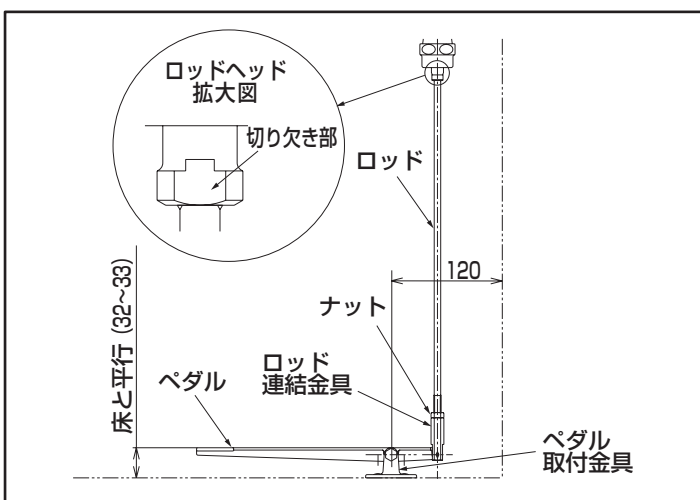 ロッドヘッド
拡大図
切り欠き部
ロッド
120
ナット
ロッド
連結金具
ペダル
床と平行 (32~33)
ペダル
取付金具